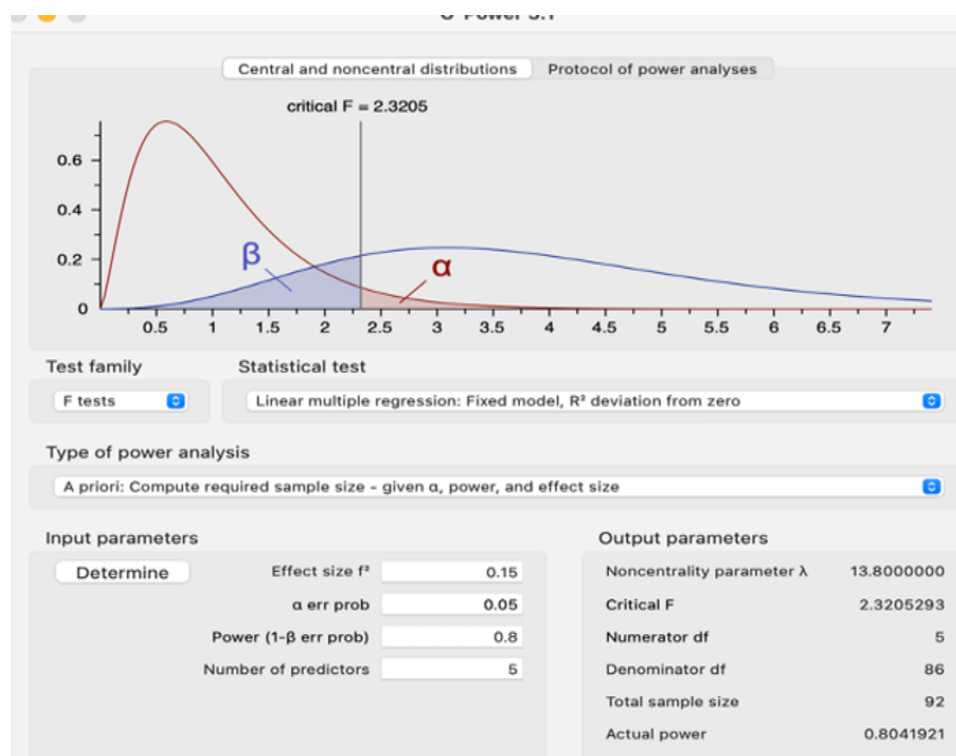 Central and noncentral distributions Protocol of power analyses
critical F = 2.3205
0.6
0.4
β
α
0.2
0
0.5 1 1.5 2 2.5 3 3.5 4 4.5 5 5.5 6 6.5 7
Test family Statistical test
F tests Linear multiple regression: Fixed model, R² deviation from zero
Type of power analysis
A priori: Compute required sample size - given α, power, and effect size
Input parameters Output parameters
Determine Effect size f² 0.15 Noncentrality parameter λ 13.8000000
α err prob 0.05 Critical F 2.3205293
Power (1-β err prob) 0.8 Numerator df 5
Number of predictors 5 Denominator df 86
Total sample size 92
Actual power 0.8041921